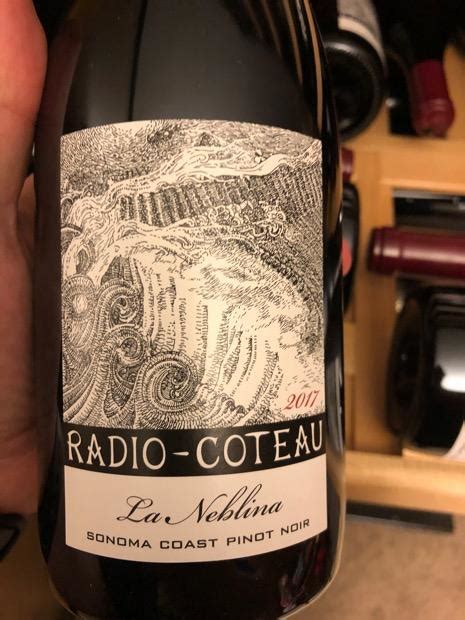 2017
RADIO-COTEAU
La Neblina
SONOMA COAST PINOT NOIR